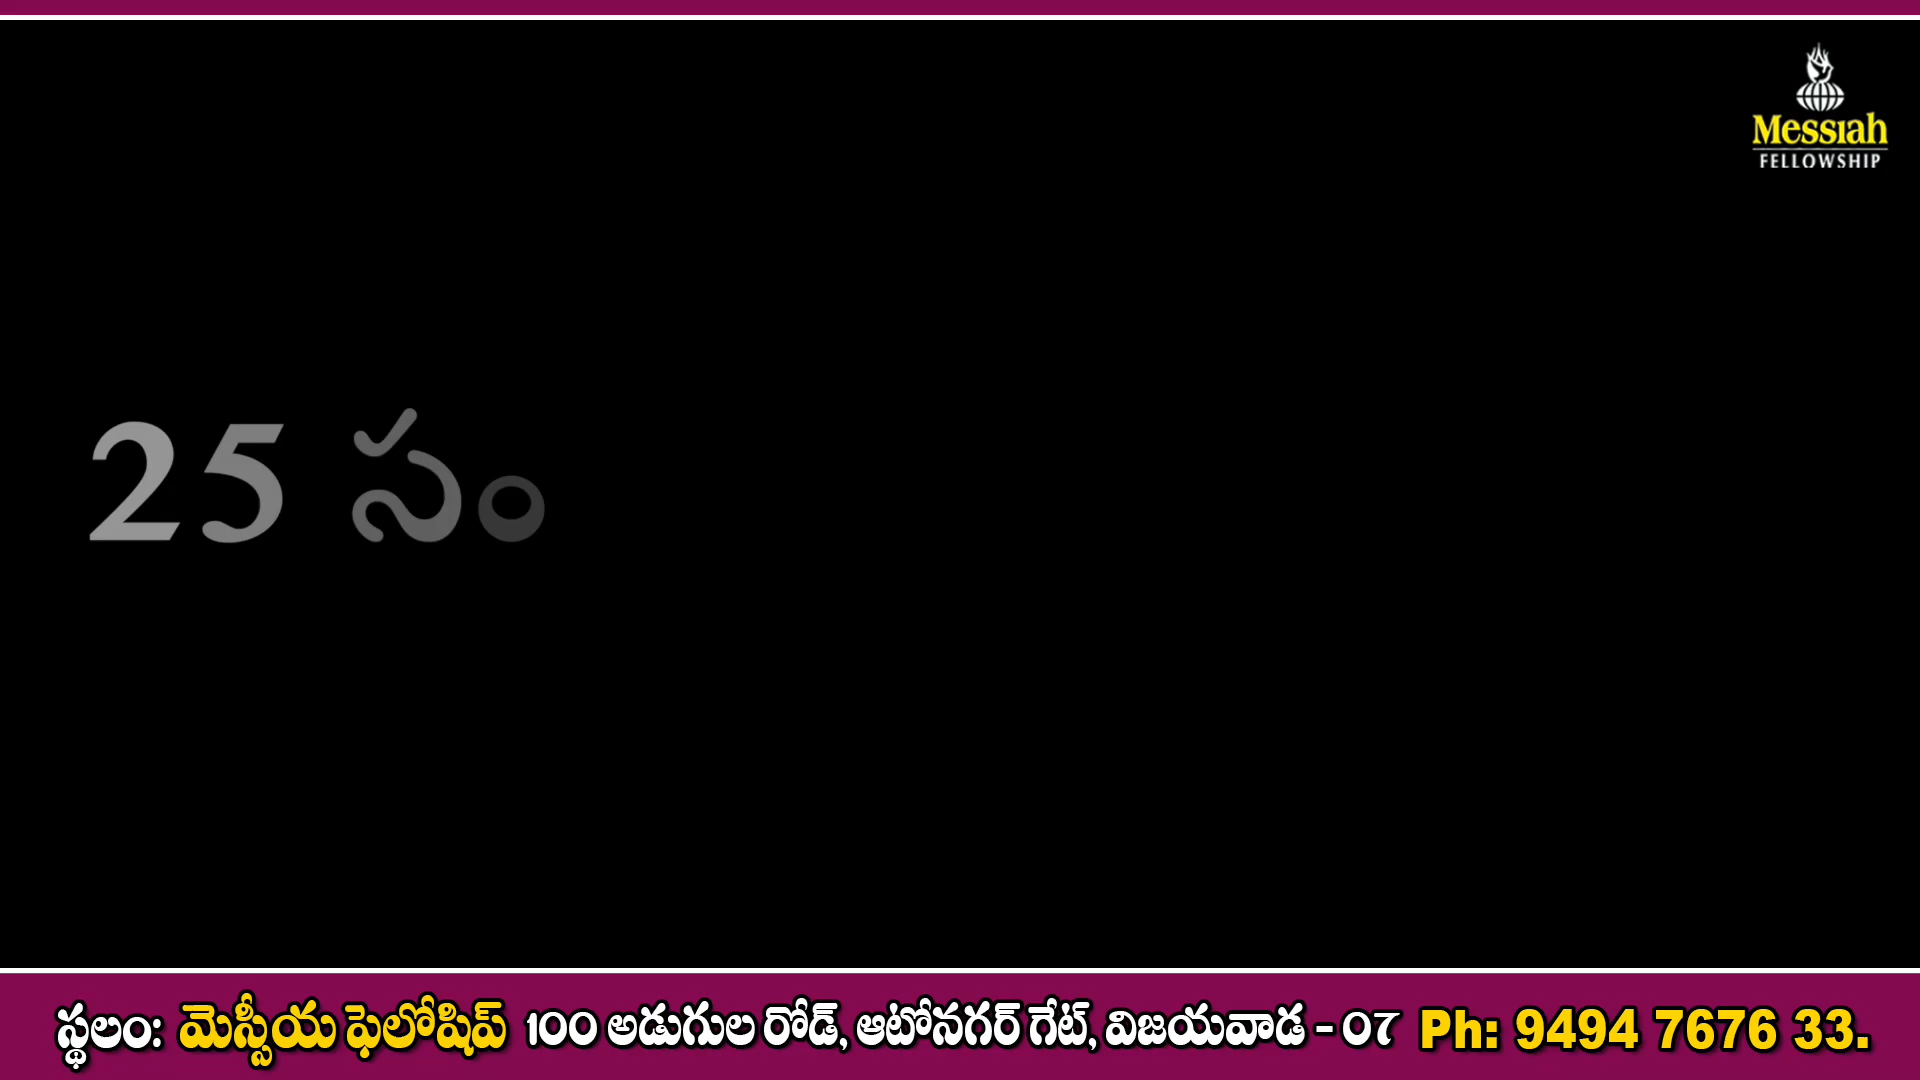 Messiah
FELLOWSHIP
25 సం
స్థలం: మెస్సీయ ఫెలోషిప్ 100 అడుగుల రోడ్, ఆటోనగర్ గేట్, విజయవాడ - 07 Ph: 9494 7676 33.